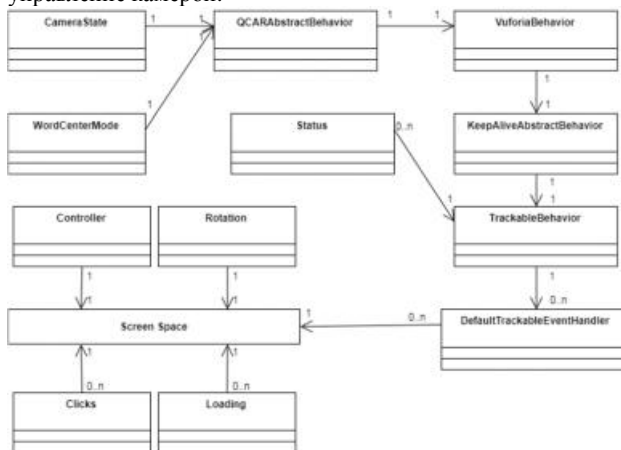 управление камерой.
CameraState
1
1
QCARAbstractBehavior
1
1
VuforiaBehavior
1
1
1
1
WordCenterMode
Status
0..n
KeepAliveAbstractBehavior
1
1
1
Controller
Rotation
TrackableBehavior
1
1
1
1
1
0..n
Screen Space
1
0..n
DefaultTrackableEventHandler
1
1
0..n
0..n
Clicks
Loading